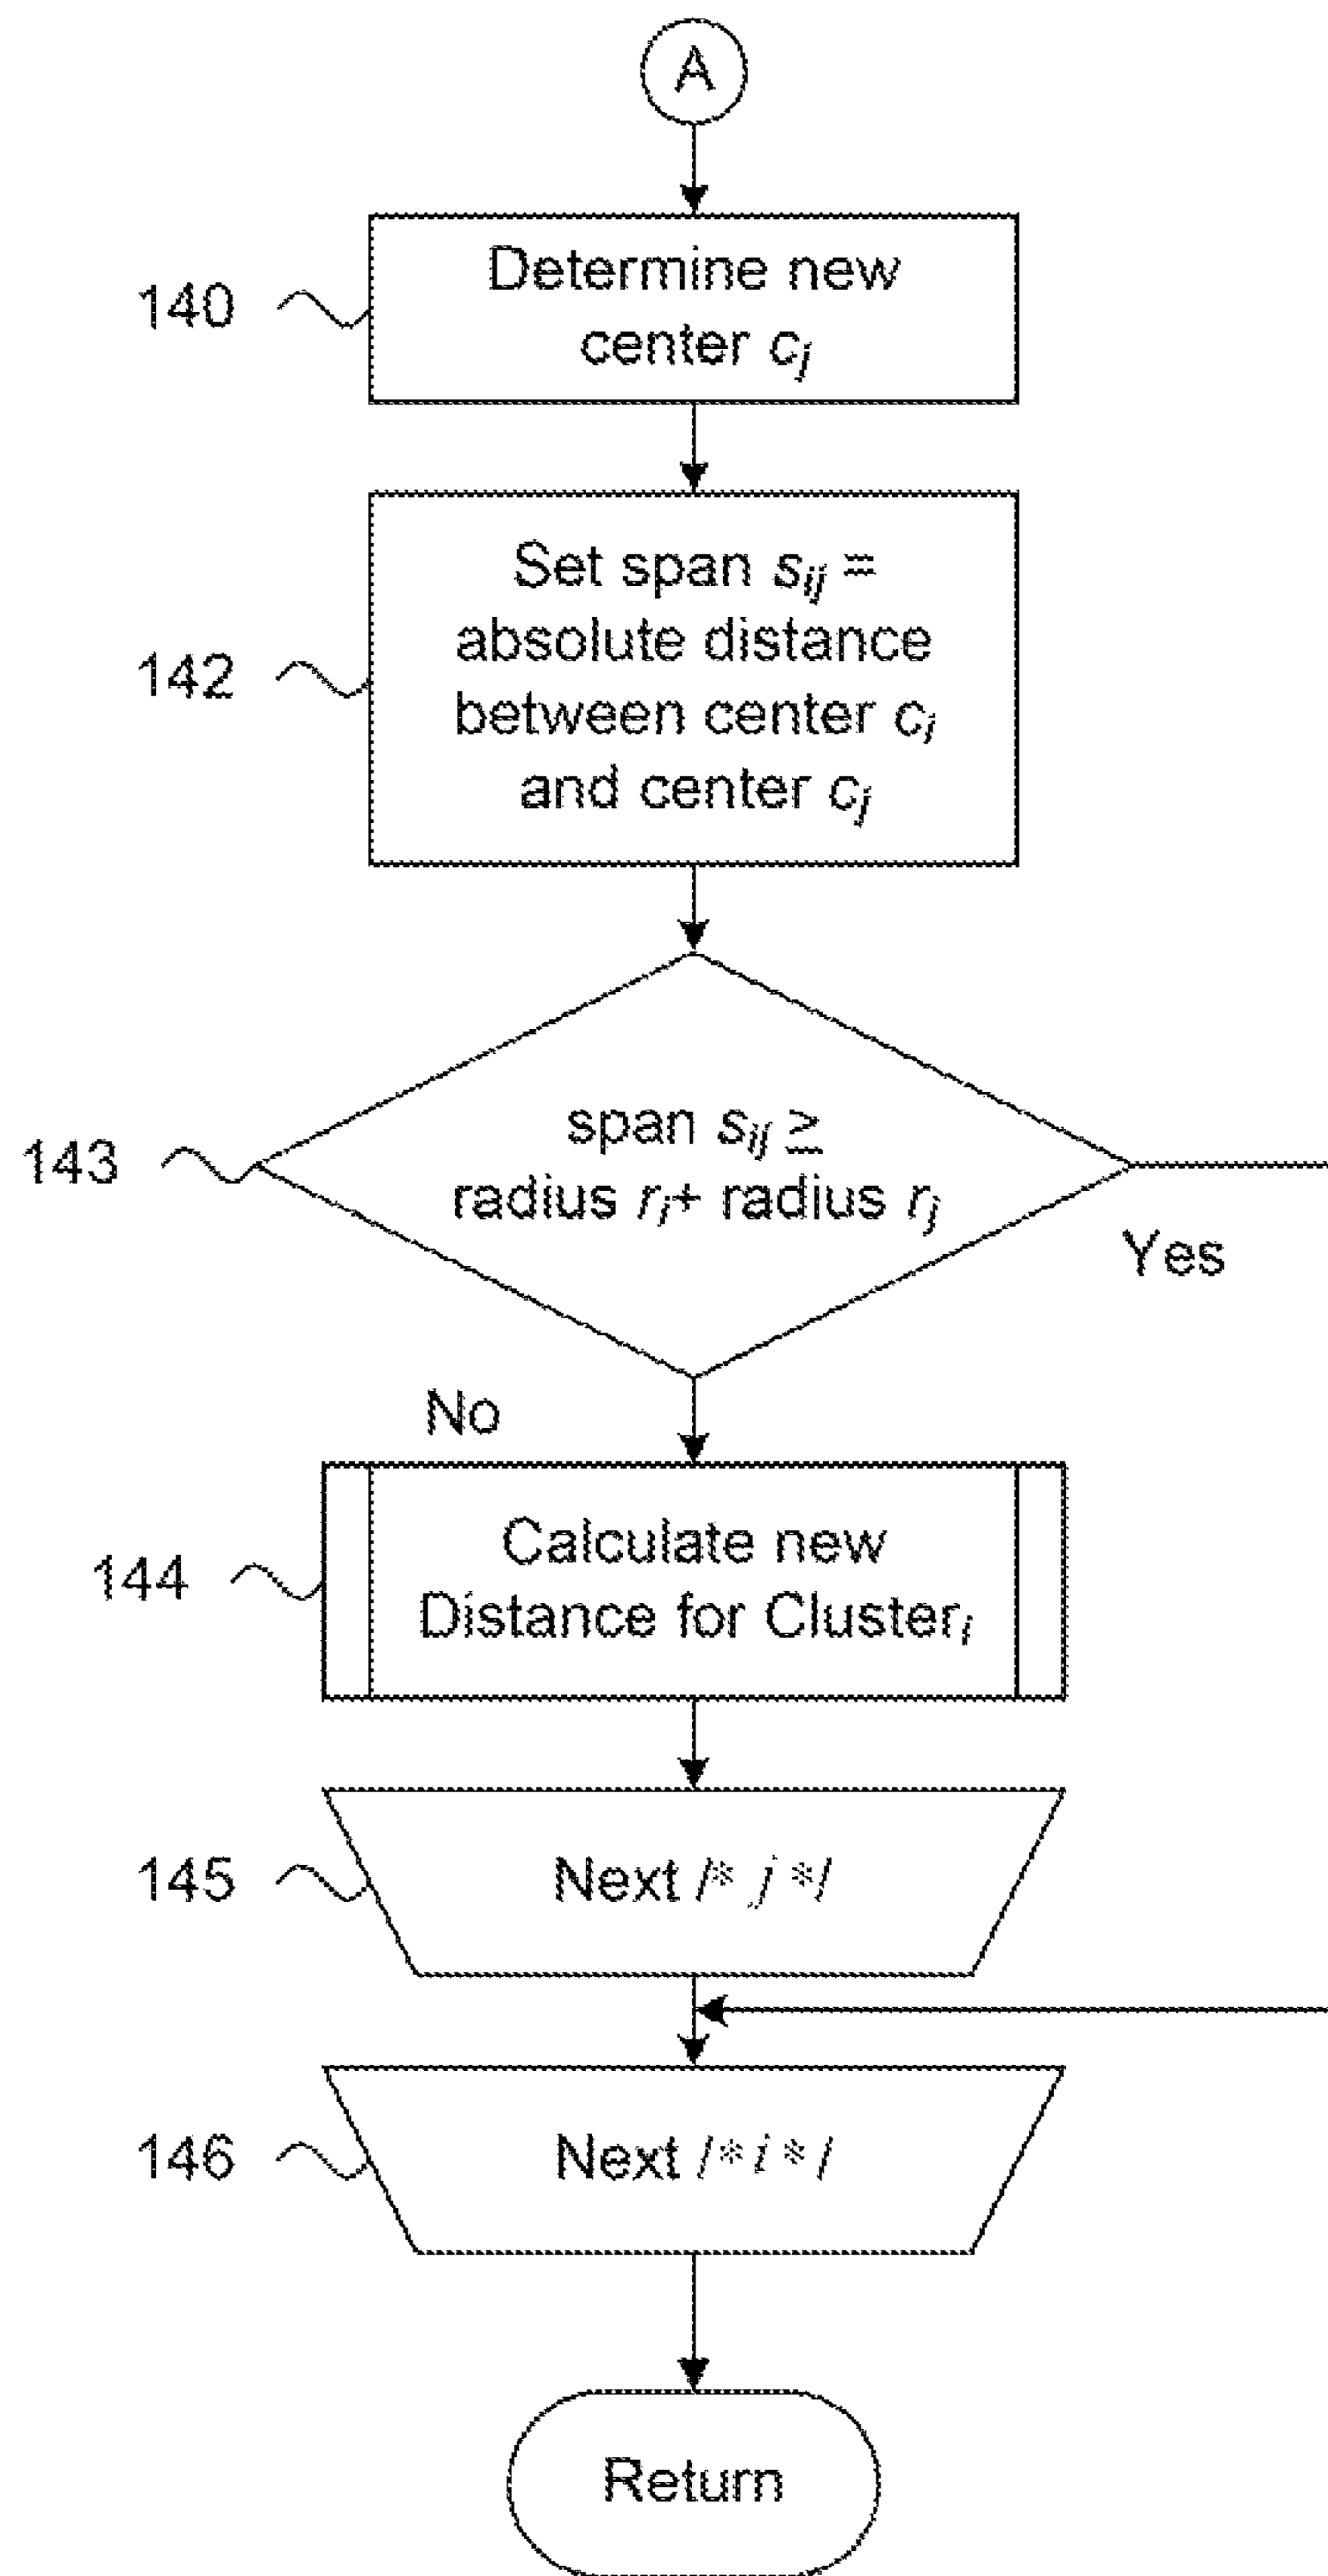 A
140
Determine new
center cj
142
Set span sij =
absolute distance
between center ci
and center cj
143
span sij ≥
radius ri+ radius rj
Yes
No
144
Calculate new
Distance for Clusteri
145
Next /* j */
146
Next /* i */
Return